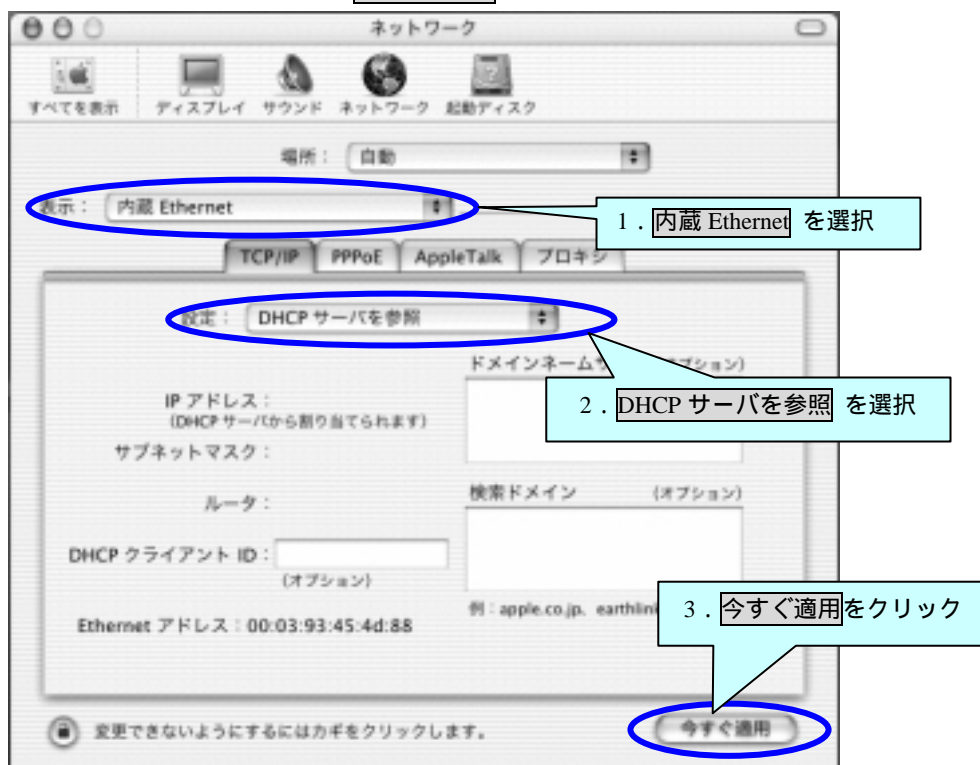 ネットワーク
すべてを表示 ディスプレイ サウンド ネットワーク 起動ディスク
場所： 自動
表示： 内蔵 Ethernet
1．内蔵 Ethernet を選択
TCP/IP PPPoE AppleTalk プロキシ
設定： DHCP サーバを参照
(オプション)
2．DHCP サーバを参照 を選択
IP アドレス：
(DHCP サーバから割り当てられます)
サブネットマスク：
ルータ：
検索ドメイン (オプション)
DHCP クライアント ID：
(オプション)
例：apple.co.jp、
Ethernet アドレス：00:03:93:45:4d:88
3．今すぐ適用をクリック
変更できないようにするにはカギをクリックします。
今すぐ適用